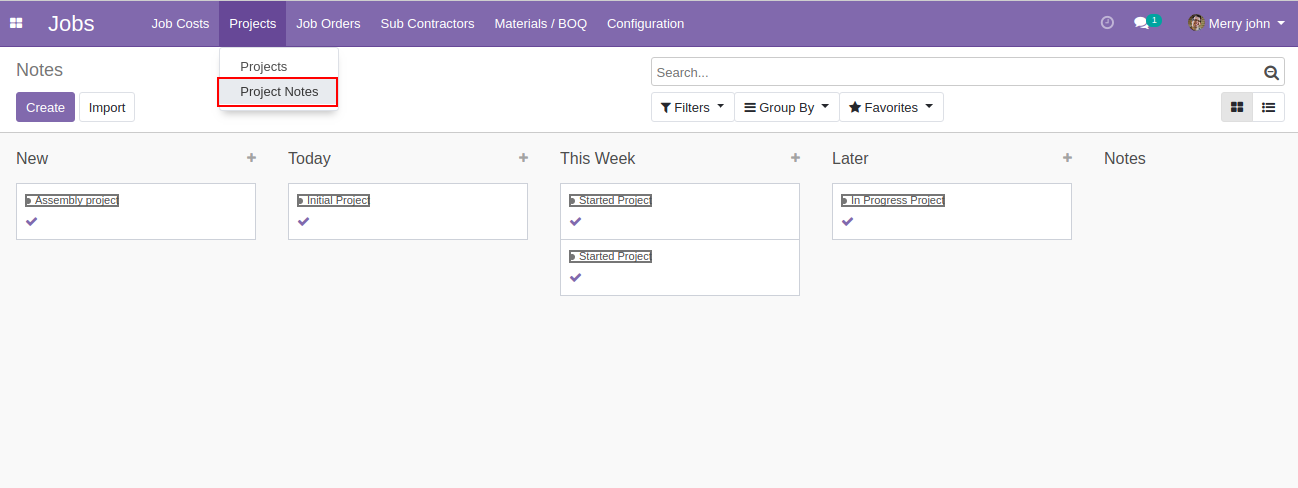 Jobs Job Costs Projects Job Orders Sub Contractors Materials / BOQ Configuration 1 Merry john
Projects
Project Notes
Notes
Search...
Create Import
Filters Group By Favorites
New Today This Week Later Notes
Assembly project Initial Project Started Project In Progress Project
Started Project